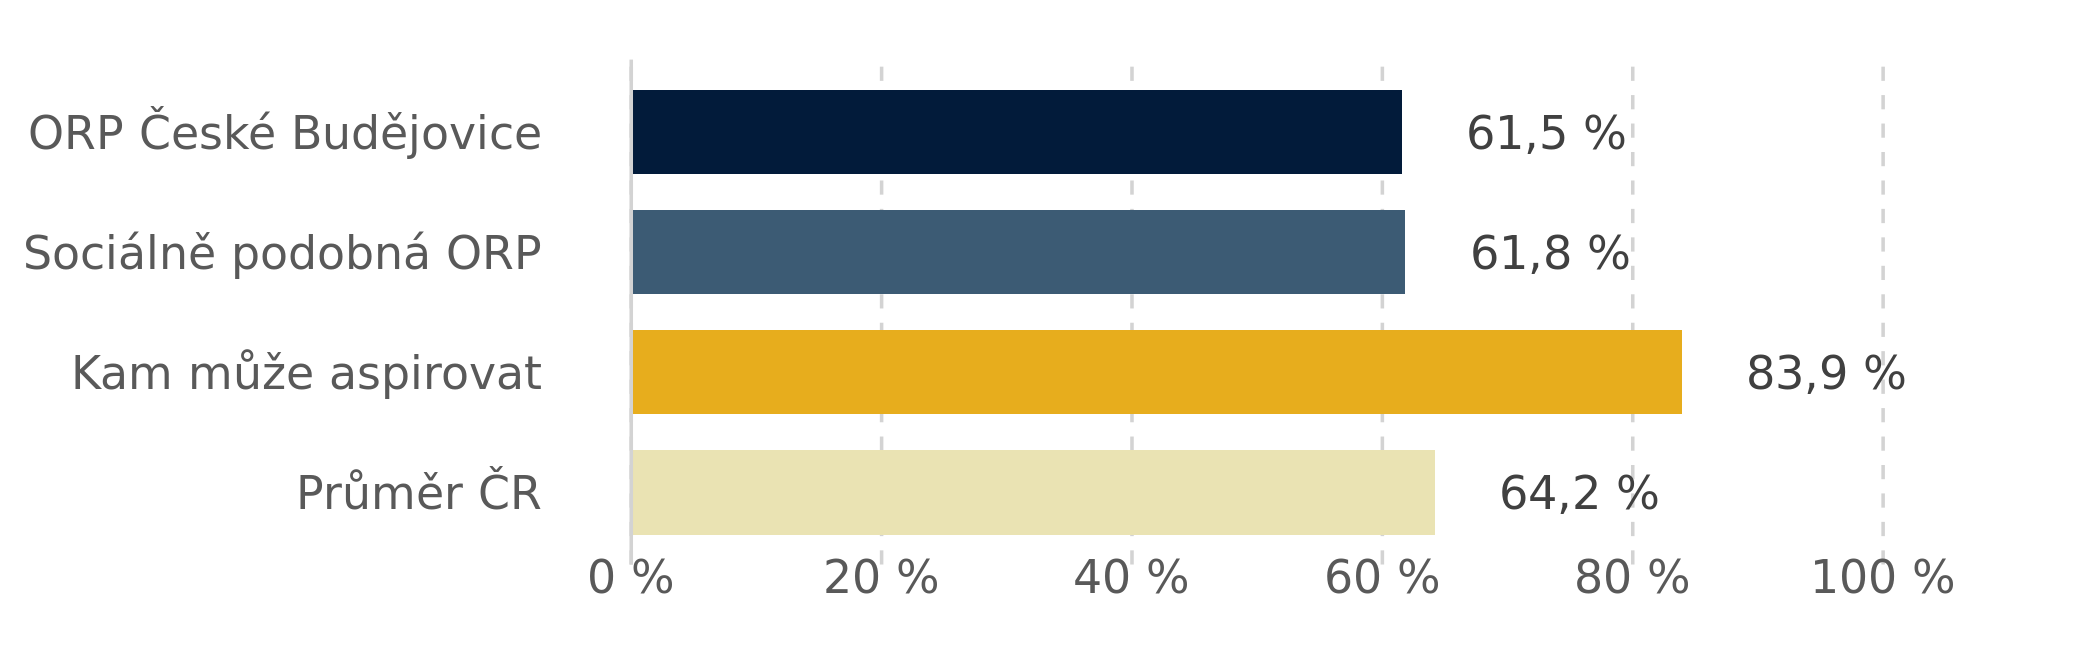 ORP České Budějovice
61,5 %
Sociálně podobná ORP
61,8 %
Kam může aspirovat
83,9 %
Průměr ČR
64,2 %
0 % 20 % 40 % 60 % 80 % 100 %